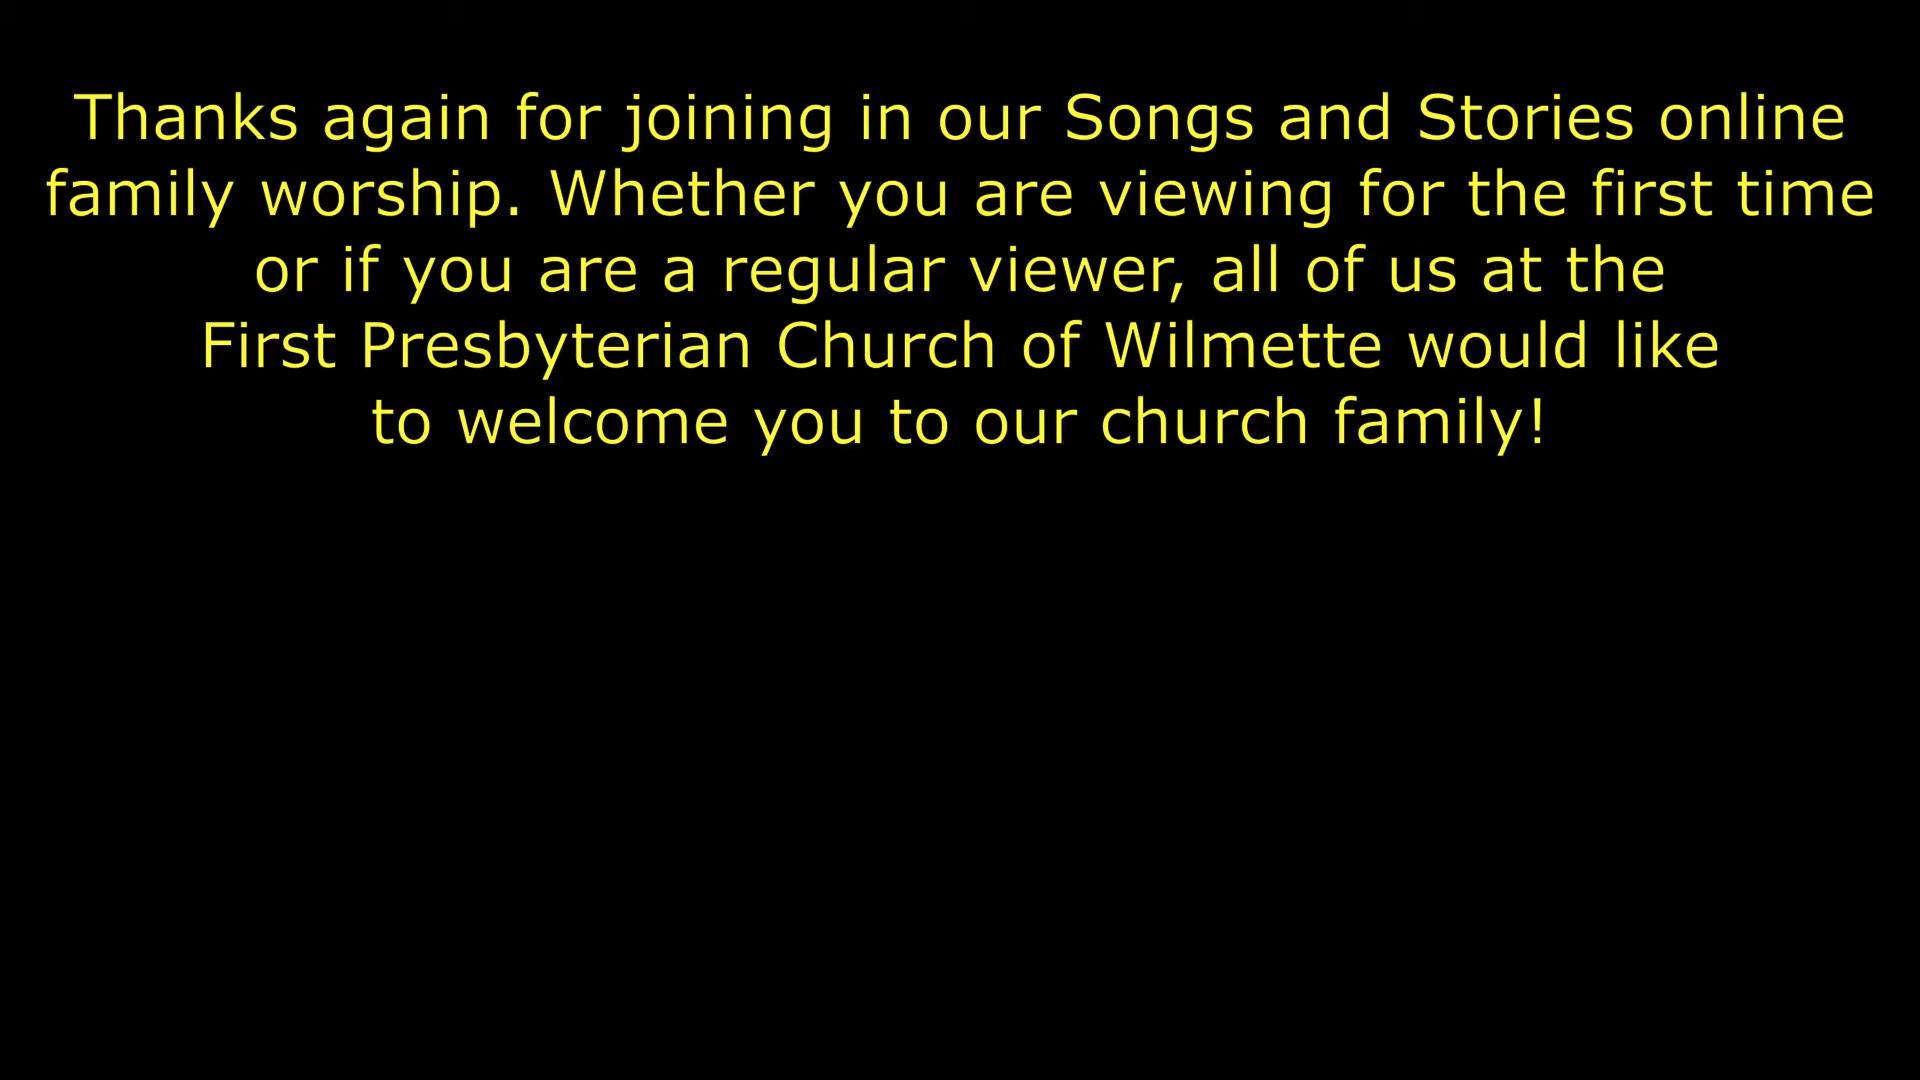 Thanks again for joining in our Songs and Stories online
family worship. Whether you are viewing for the first time
or if you are a regular viewer, all of us at the
First Presbyterian Church of Wilmette would like
to welcome you to our church family!